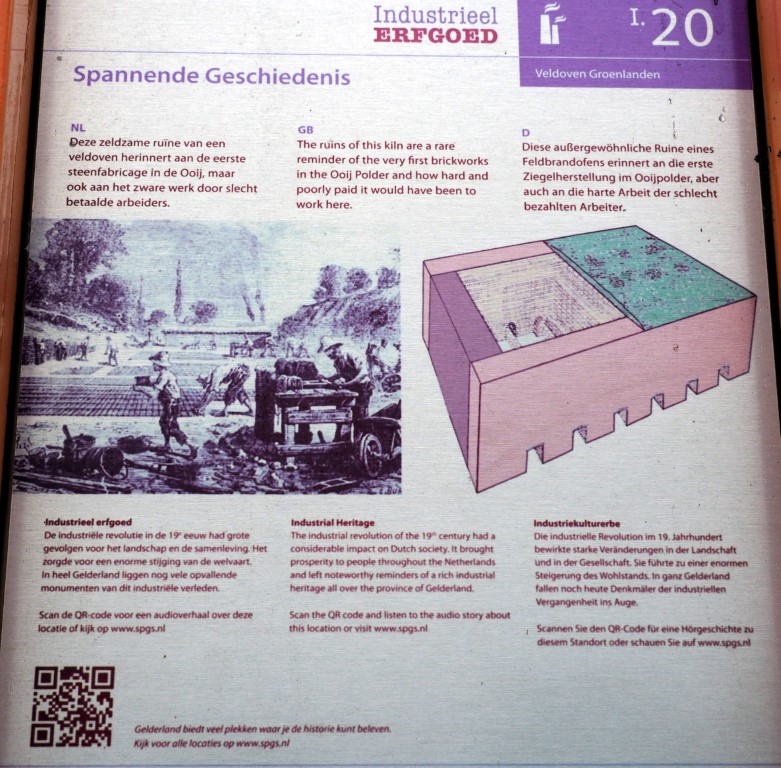 Industrieel
ERFGOED
I. 20
Veldoven Groenlanden
Spannende Geschiedenis
NL
Deze zeldzame ruïne van een
veldoven herinnert aan de eerste
steenfabricage in de Ooij, maar
ook aan het zware werk door slecht
betaalde arbeiders.
GB
The ruins of this kiln are a rare
reminder of the very first brickworks
in the Ooij Polder and how hard and
poorly paid it would have been to
work here.
D
Diese außergewöhnliche Ruine eines
Feldbrandofens erinnert an die erste
Ziegelherstellung im Ooijpolder, aber
auch an die harte Arbeit der schlecht
bezahlten Arbeiter.
Industrieel erfgoed
De industriële revolutie in de 19e eeuw had grote
gevolgen voor het landschap en de samenleving. Het
zorgde voor een enorme stijging van de welvaart.
In heel Gelderland liggen nog vele opvallende
monumenten van dit industriële verleden.
Scan de QR-code voor een audioverhaal over deze
locatie of kijk op www.spgs.nl
Industrial Heritage
The industrial revolution of the 19th century had a
considerable impact on Dutch society. It brought
prosperity to people throughout the Netherlands
and left noteworthy reminders of a rich industrial
heritage all over the province of Gelderland.
Scan the QR code and listen to the audio story about
this location or visit www.spgs.nl
Industriekulturerbe
Die industrielle Revolution im 19. Jahrhundert
bewirkte starke Veränderungen in der Landschaft
und in der Gesellschaft. Sie führte zu einer enormen
Steigerung des Wohlstands. In ganz Gelderland
fallen noch heute Denkmäler der industriellen
Vergangenheit ins Auge.
Scannen Sie den QR-Code für eine Hörgeschichte zu
diesem Standort oder schauen Sie auf www.spgs.nl
Gelderland biedt veel plekken waar je de historie kunt beleven.
Kijk voor alle locaties op www.spgs.nl